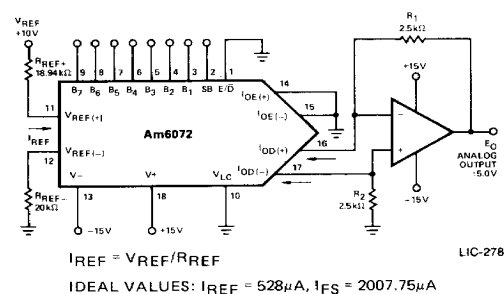 VREF
+10V
RREF+
18.94kΩ
9 8 7 6 5 4 3 2 1
B7 B6 B5 B4 B3 B2 B1 SB E/D̅
11
IREF
12
VREF(+)
VREF(−)
RREF−
20kΩ
Am6072
IOE(+)
IOE(−)
IOD(+)
IOD(−)
14
15
16
17
V− V+ VLC
13 18 10
−15V +15V
R1
2.5kΩ
+15V
−
+
−15V
R2
2.5kΩ
EO
ANALOG
OUTPUT
±5.0V
LIC-278
IREF = VREF/RREF
IDEAL VALUES: IREF = 528μA, IFS = 2007.75μA